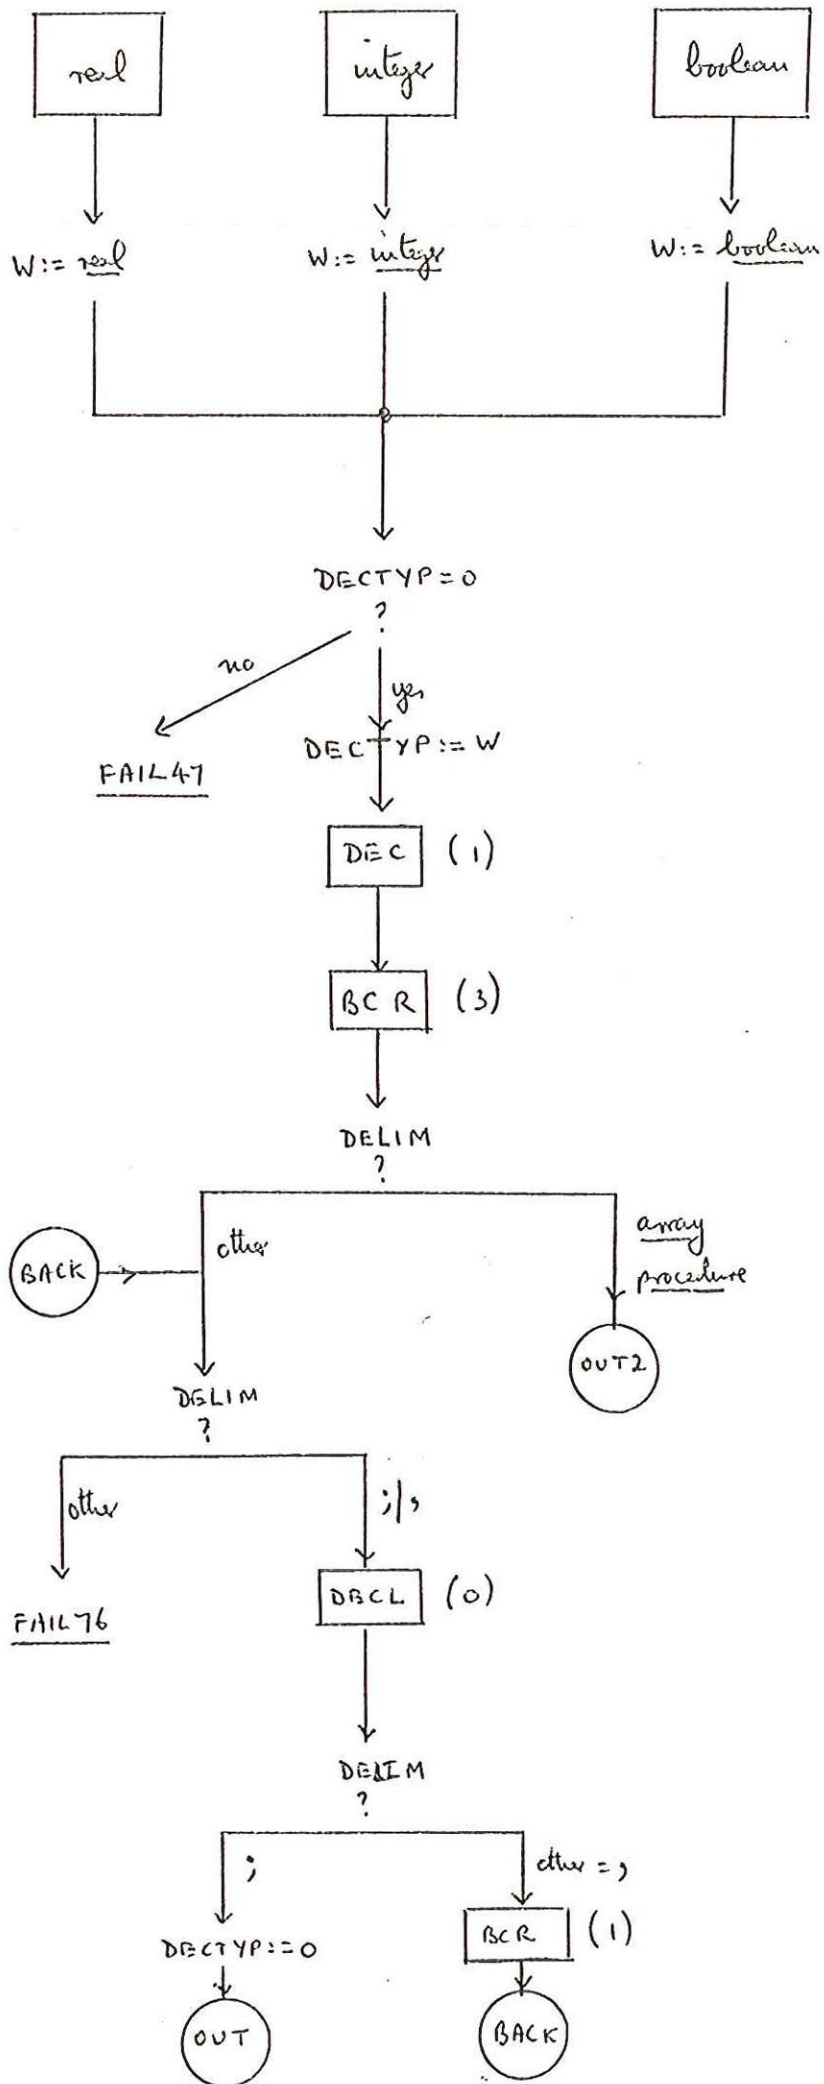 real integer boolean
W:= real W:= integer W:= boolean
DECTYP=0
?
no
yes
DECTYP:=W
FAIL47
DEC (1)
BCR (3)
DELIM
?
other array
BACK procedure
OUT2
DELIM
?
other ;/,
DECL (0)
FAIL76
DELIM
?
; other = ,
BCR (1)
DECTYP:=0
OUT BACK